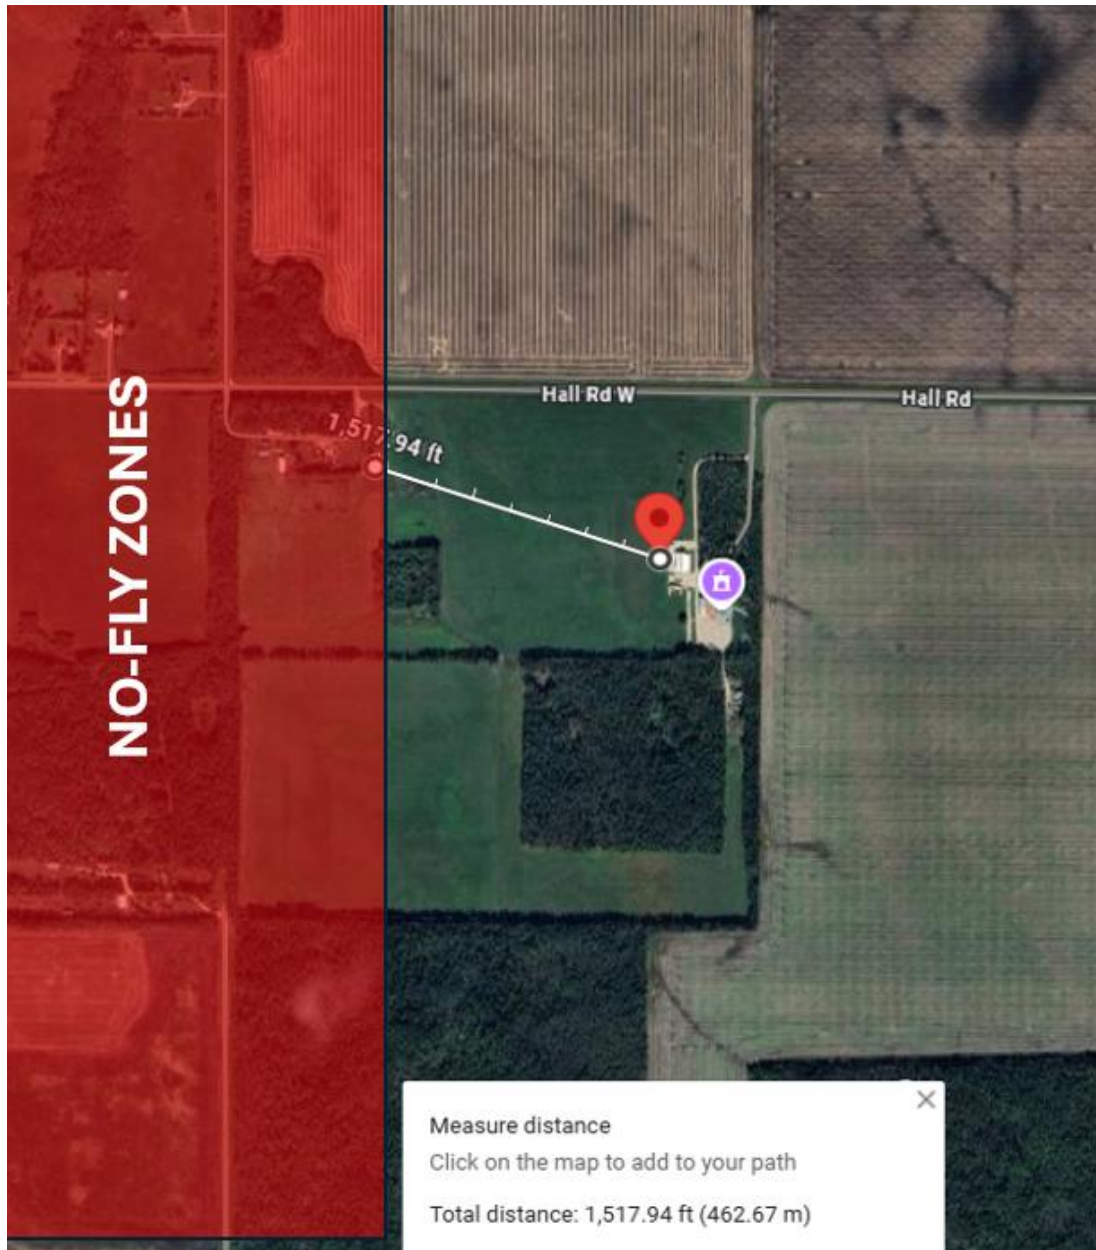 Hall Rd W
Hall Rd
1,517.94 ft
NO-FLY ZONES
Measure distance
Click on the map to add to your path
Total distance: 1,517.94 ft (462.67 m)